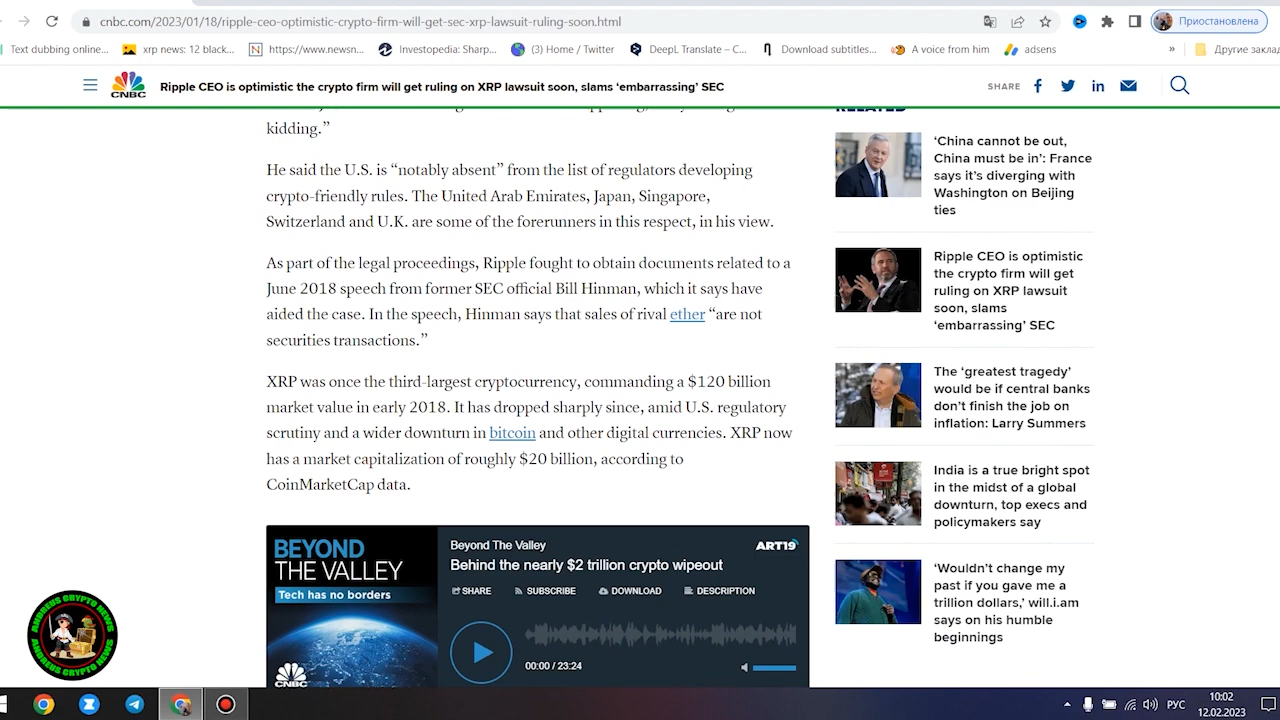 cnbc.com/2023/01/18/ripple-ceo-optimistic-crypto-firm-will-get-sec-xrp-lawsuit-ruling-soon.html
Приостановлена
Text dubbing online...
xrp news: 12 black...
https://www.newsn...
Investopedia: Sharp...
(3) Home / Twitter
DeepL Translate – C...
Download subtitles...
A voice from him
adsens
»
Другие заклад
CNBC
Ripple CEO is optimistic the crypto firm will get ruling on XRP lawsuit soon, slams ‘embarrassing’ SEC
SHARE
kidding.”
He said the U.S. is “notably absent” from the list of regulators developing
crypto-friendly rules. The United Arab Emirates, Japan, Singapore,
Switzerland and U.K. are some of the forerunners in this respect, in his view.
As part of the legal proceedings, Ripple fought to obtain documents related to a
June 2018 speech from former SEC official Bill Hinman, which it says have
aided the case. In the speech, Hinman says that sales of rival ether “are not
securities transactions.”
XRP was once the third-largest cryptocurrency, commanding a $120 billion
market value in early 2018. It has dropped sharply since, amid U.S. regulatory
scrutiny and a wider downturn in bitcoin and other digital currencies. XRP now
has a market capitalization of roughly $20 billion, according to
CoinMarketCap data.
BEYOND
THE VALLEY
Tech has no borders
CNBC
Beyond The Valley
ART19
Behind the nearly $2 trillion crypto wipeout
SHARE
SUBSCRIBE
DOWNLOAD
DESCRIPTION
00:00 / 23:24
RELATED
‘China cannot be out,
China must be in’: France
says it’s diverging with
Washington on Beijing
ties
Ripple CEO is optimistic
the crypto firm will get
ruling on XRP lawsuit
soon, slams
‘embarrassing’ SEC
The ‘greatest tragedy’
would be if central banks
don’t finish the job on
inflation: Larry Summers
India is a true bright spot
in the midst of a global
downturn, top execs and
policymakers say
‘Wouldn’t change my
past if you gave me a
trillion dollars,’ will.i.am
says on his humble
beginnings
ANDREUS CRYPTO NEWS
ANDREUS CRYPTO NEWS
РУС
10:02
12.02.2023